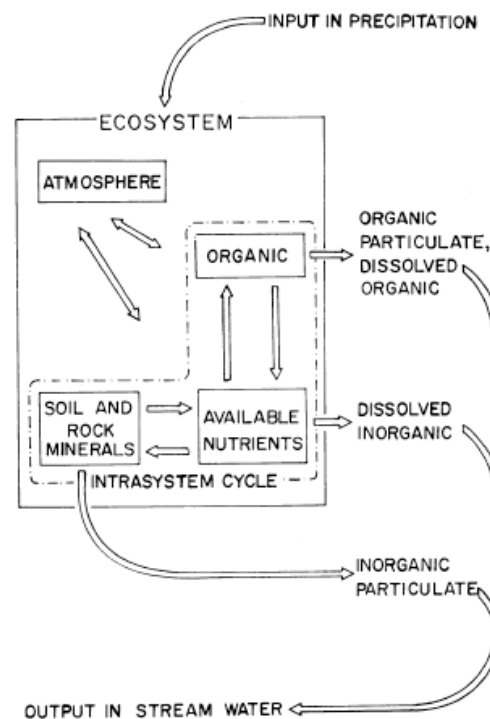 INPUT IN PRECIPITATION
ECOSYSTEM
ATMOSPHERE
ORGANIC
ORGANIC
PARTICULATE,
DISSOLVED
ORGANIC
SOIL AND
ROCK
MINERALS
AVAILABLE
NUTRIENTS
DISSOLVED
INORGANIC
INTRASYSTEM CYCLE
INORGANIC
PARTICULATE
OUTPUT IN STREAM WATER